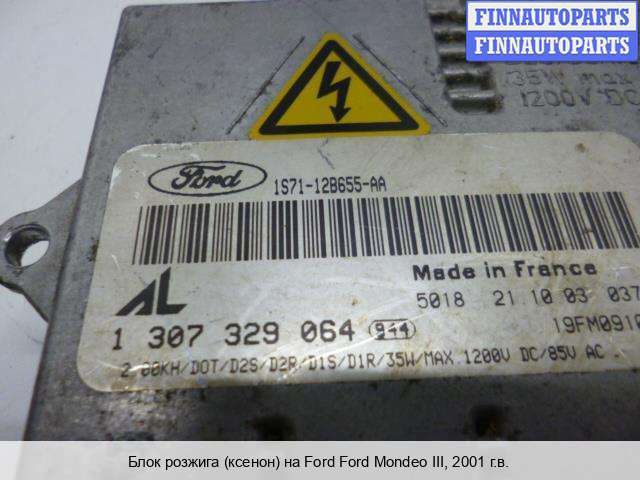 FINNAUTOPARTS
FINNAUTOPARTS
35W max
1200V DC
Ford
1S71-12B655-AA
Made in France
5018 21.10.03 037
AL
1 307 329 064 944
19FM0910
2.00KH/DOT/D2S/D2R/D1S/D1R/35W/MAX.1200V DC/85V AC .
Блок розжига (ксенон) на Ford Ford Mondeo III, 2001 г.в.